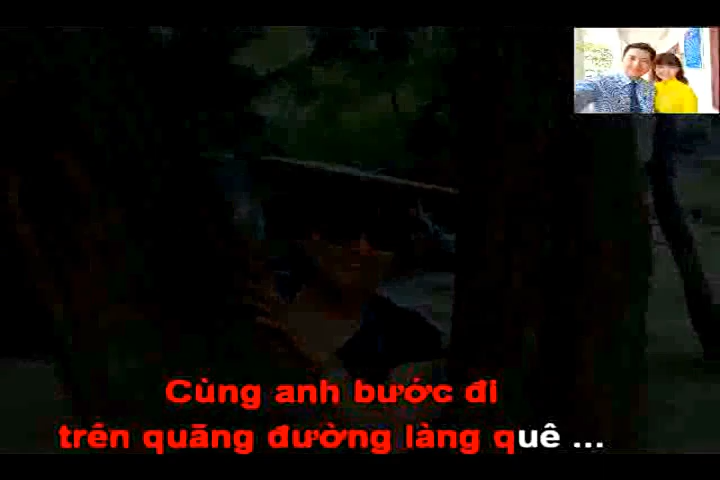 Cùng anh bước đi
trên quãng đường làng quê ...